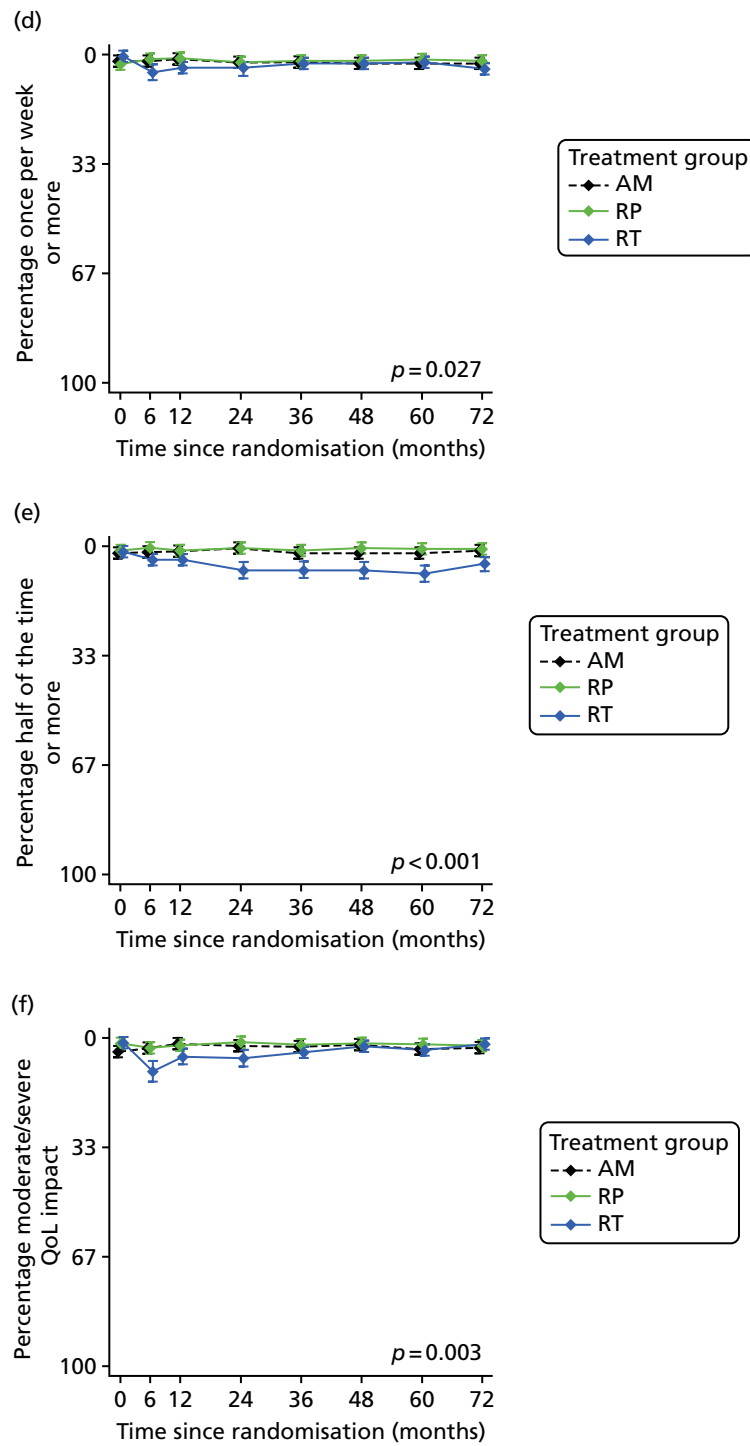 (d)
Percentage once per week
or more
0
33
67
100
p = 0.027
0 6 12 24 36 48 60 72
Time since randomisation (months)
Treatment group
AM
RP
RT
(e)
Percentage half of the time
or more
0
33
67
100
p < 0.001
0 6 12 24 36 48 60 72
Time since randomisation (months)
Treatment group
AM
RP
RT
(f)
Percentage moderate/severe
QoL impact
0
33
67
100
p = 0.003
0 6 12 24 36 48 60 72
Time since randomisation (months)
Treatment group
AM
RP
RT